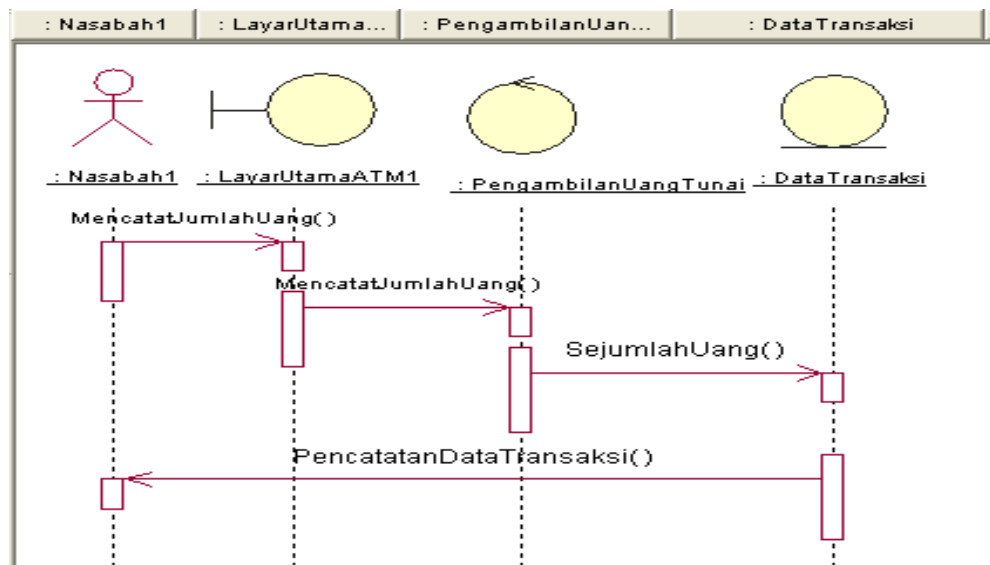 : Nasabah1
: LayarUtama...
: PengambilanUan...
: DataTransaksi
: Nasabah1
: LayarUtamaATM1
: PengambilanUangTunai
: DataTransaksi
MencatatJumlahUang()
MencatatJumlahUang()
SejumlahUang()
PencatatanDataTransaksi()